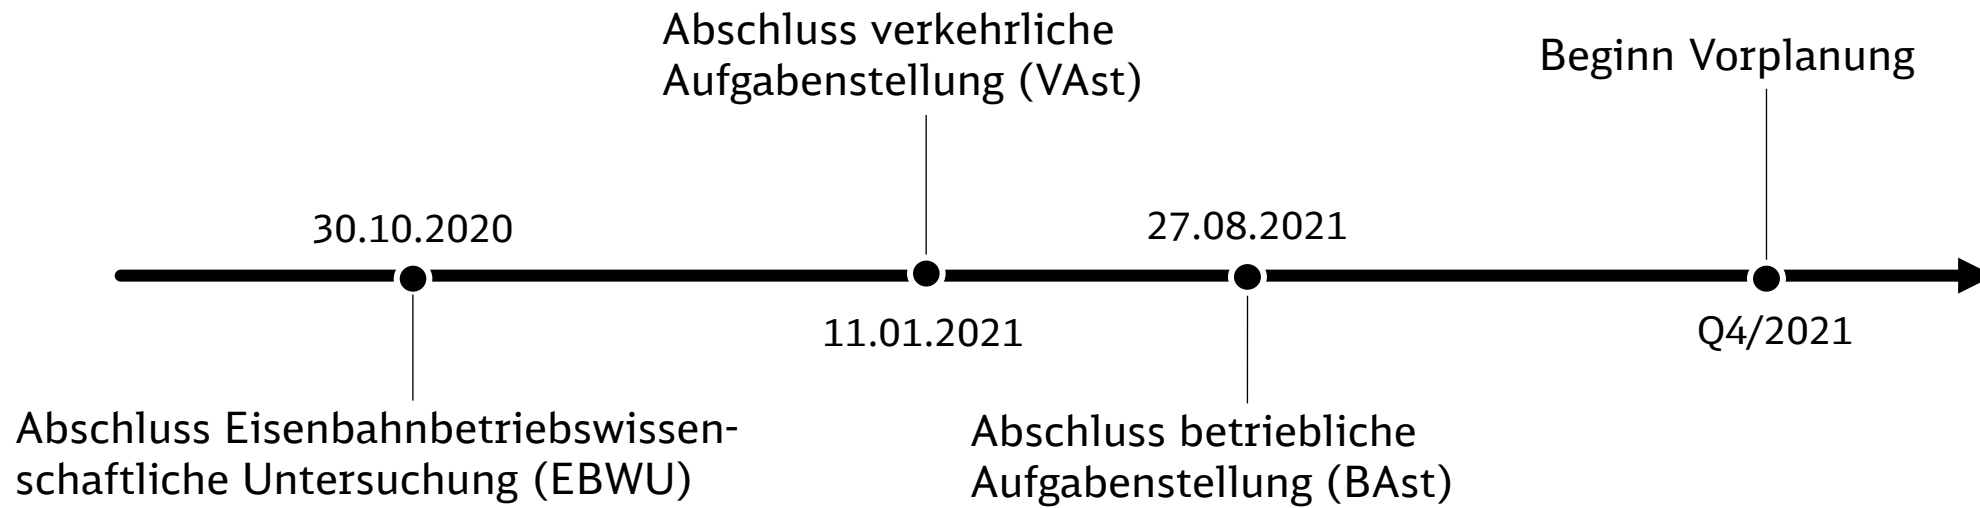 Abschluss verkehrliche
Aufgabenstellung (VAst)
Beginn Vorplanung
30.10.2020
27.08.2021
11.01.2021
Q4/2021
Abschluss Eisenbahnbetriebswissen-
schaftliche Untersuchung (EBWU)
Abschluss betriebliche
Aufgabenstellung (BAst)